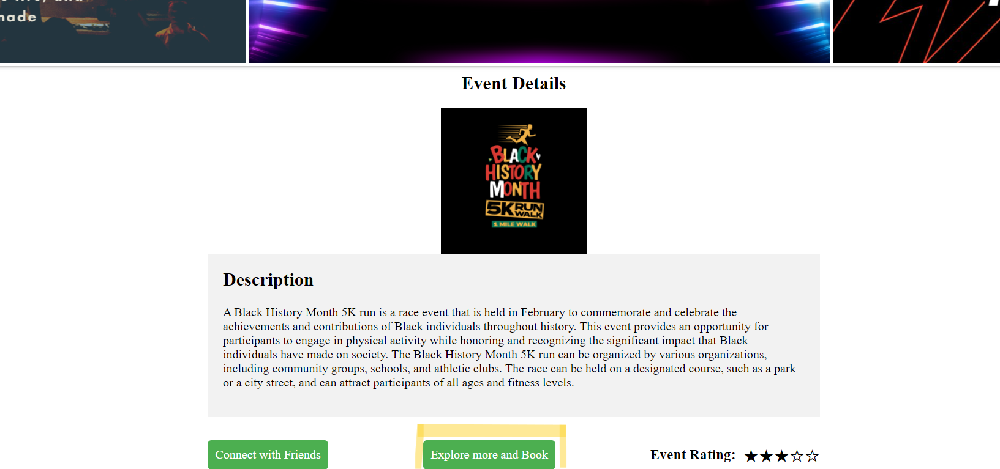 made
Event Details
BLACK
HISTORY
MONTH
5K RUN
WALK
1 MILE WALK
Description
A Black History Month 5K run is a race event that is held in February to commemorate and celebrate the
achievements and contributions of Black individuals throughout history. This event provides an opportunity for
participants to engage in physical activity while honoring and recognizing the significant impact that Black
individuals have made on society. The Black History Month 5K run can be organized by various organizations,
including community groups, schools, and athletic clubs. The race can be held on a designated course, such as a park
or a city street, and can attract participants of all ages and fitness levels.
Connect with Friends
Explore more and Book
Event Rating: ★★★☆☆